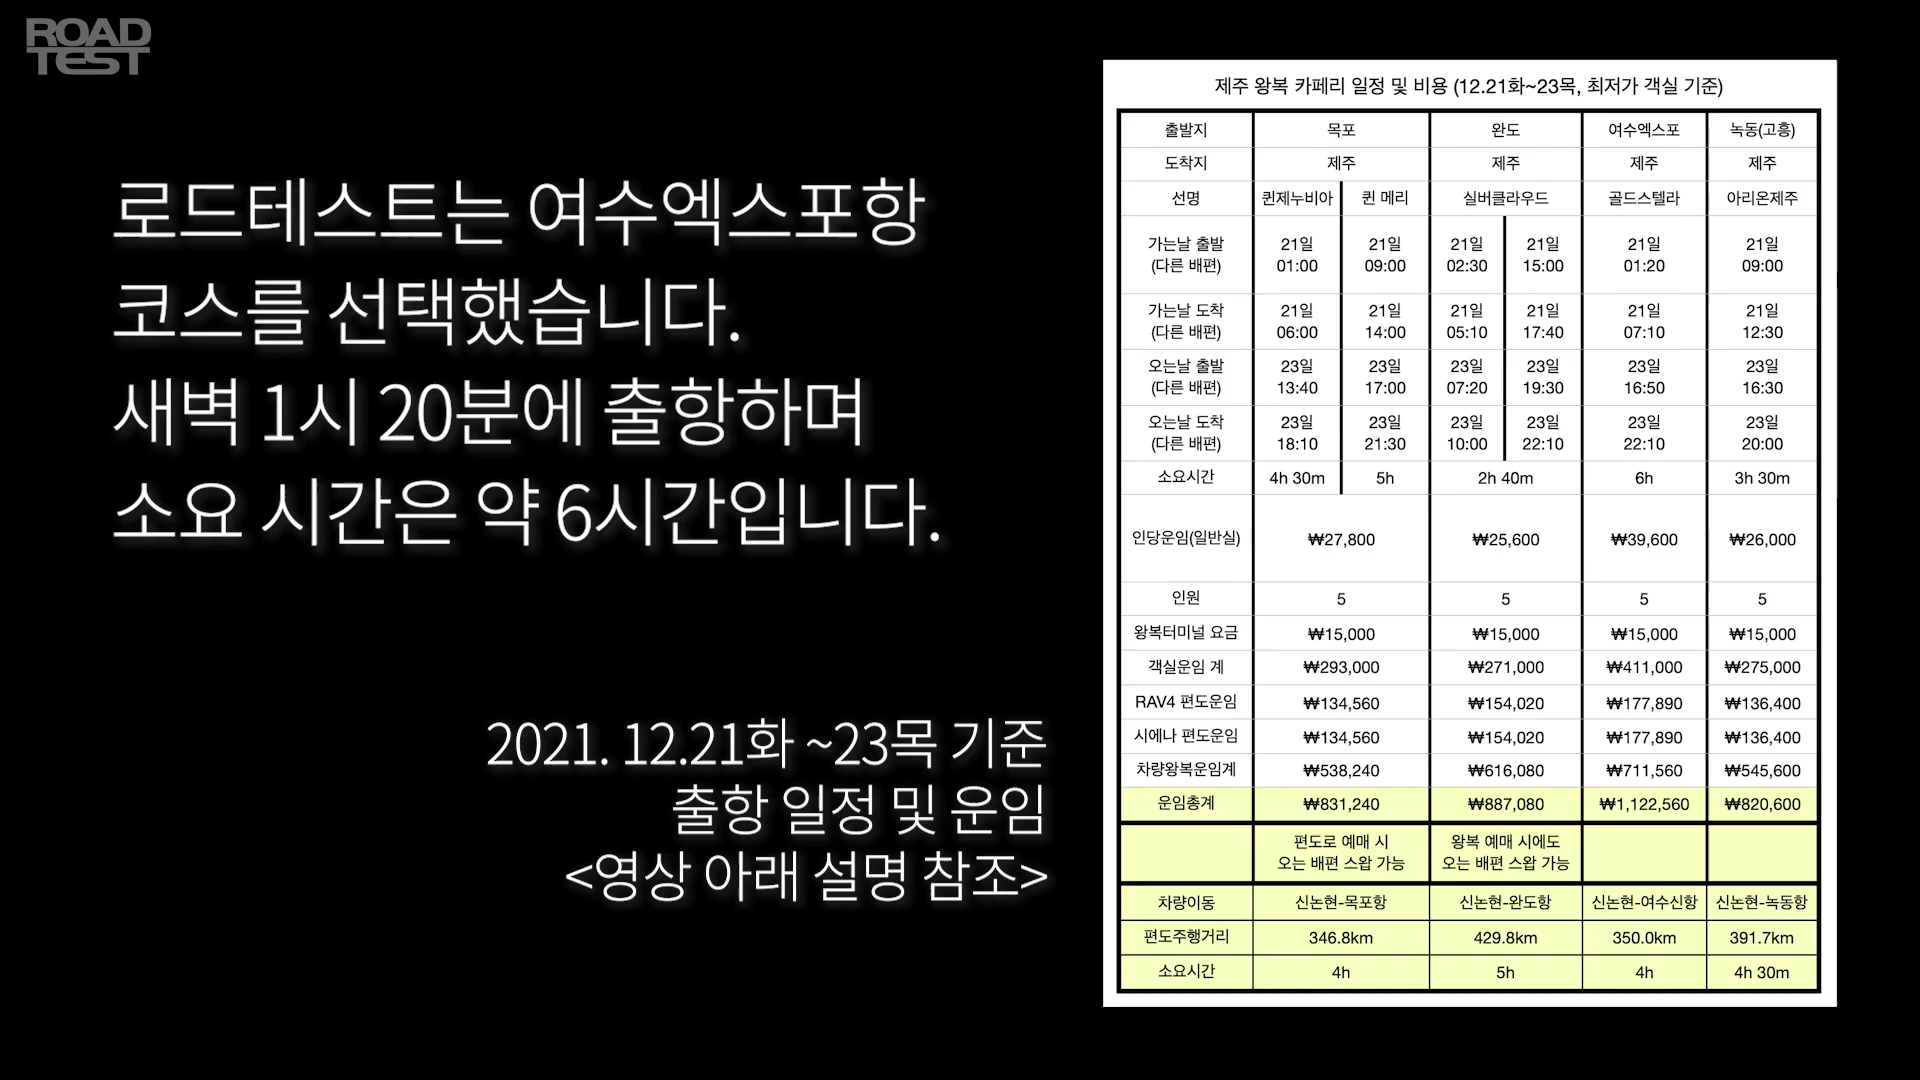 ROAD
TEST
로드테스트는 여수엑스포항
코스를 선택했습니다.
새벽 1시 20분에 출항하며
소요 시간은 약 6시간입니다.
2021. 12.21화 ~23목 기준
출항 일정 및 운임
<영상 아래 설명 참조>
제주 왕복 카페리 일정 및 비용 (12.21화~23목, 최저가 객실 기준)
출발지 목포 완도 여수엑스포 녹동(고흥)
도착지 제주 제주 제주 제주
선명 퀸제누비아 퀸 메리 실버클라우드 골드스텔라 아리온제주
가는날 출발 21일 21일 21일 21일 21일 21일
(다른 배편) 01:00 09:00 02:30 15:00 01:20 09:00
가는날 도착 21일 21일 21일 21일 21일 21일
(다른 배편) 06:00 14:00 05:10 17:40 07:10 12:30
오는날 출발 23일 23일 23일 23일 23일 23일
(다른 배편) 13:40 17:00 07:20 19:30 16:50 16:30
오는날 도착 23일 23일 23일 23일 23일 23일
(다른 배편) 18:10 21:30 10:00 22:10 22:10 20:00
소요시간 4h 30m 5h 2h 40m 6h 3h 30m
인당운임(일반실) ₩27,800 ₩25,600 ₩39,600 ₩26,000
인원 5 5 5 5
왕복터미널 요금 ₩15,000 ₩15,000 ₩15,000 ₩15,000
객실운임 계 ₩293,000 ₩271,000 ₩411,000 ₩275,000
RAV4 편도운임 ₩134,560 ₩154,020 ₩177,890 ₩136,400
시에나 편도운임 ₩134,560 ₩154,020 ₩177,890 ₩136,400
차량왕복운임계 ₩538,240 ₩616,080 ₩711,560 ₩545,600
운임총계 ₩831,240 ₩887,080 ₩1,122,560 ₩820,600
편도로 예매 시 왕복 예매 시에도
오는 배편 스왑 가능 오는 배편 스왑 가능
차량이동 신논현-목포항 신논현-완도항 신논현-여수신항 신논현-녹동항
편도주행거리 346.8km 429.8km 350.0km 391.7km
소요시간 4h 5h 4h 4h 30m